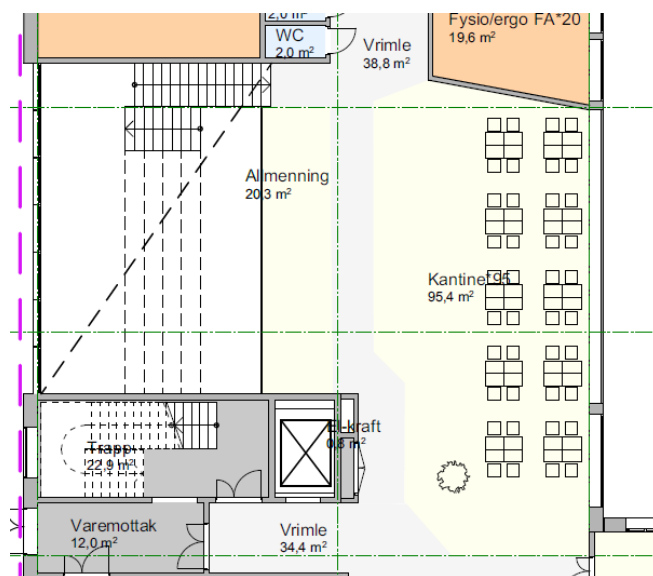 2,0 m²
WC
2,0 m²
Vrimle
38,8 m²
Fysio/ergo FA*20
19,6 m²
Allmenning
20,3 m²
Kantine*95
95,4 m²
El-kraft
0,8 m²
Trapp
22,9 m²
Varemottak
12,0 m²
Vrimle
34,4 m²